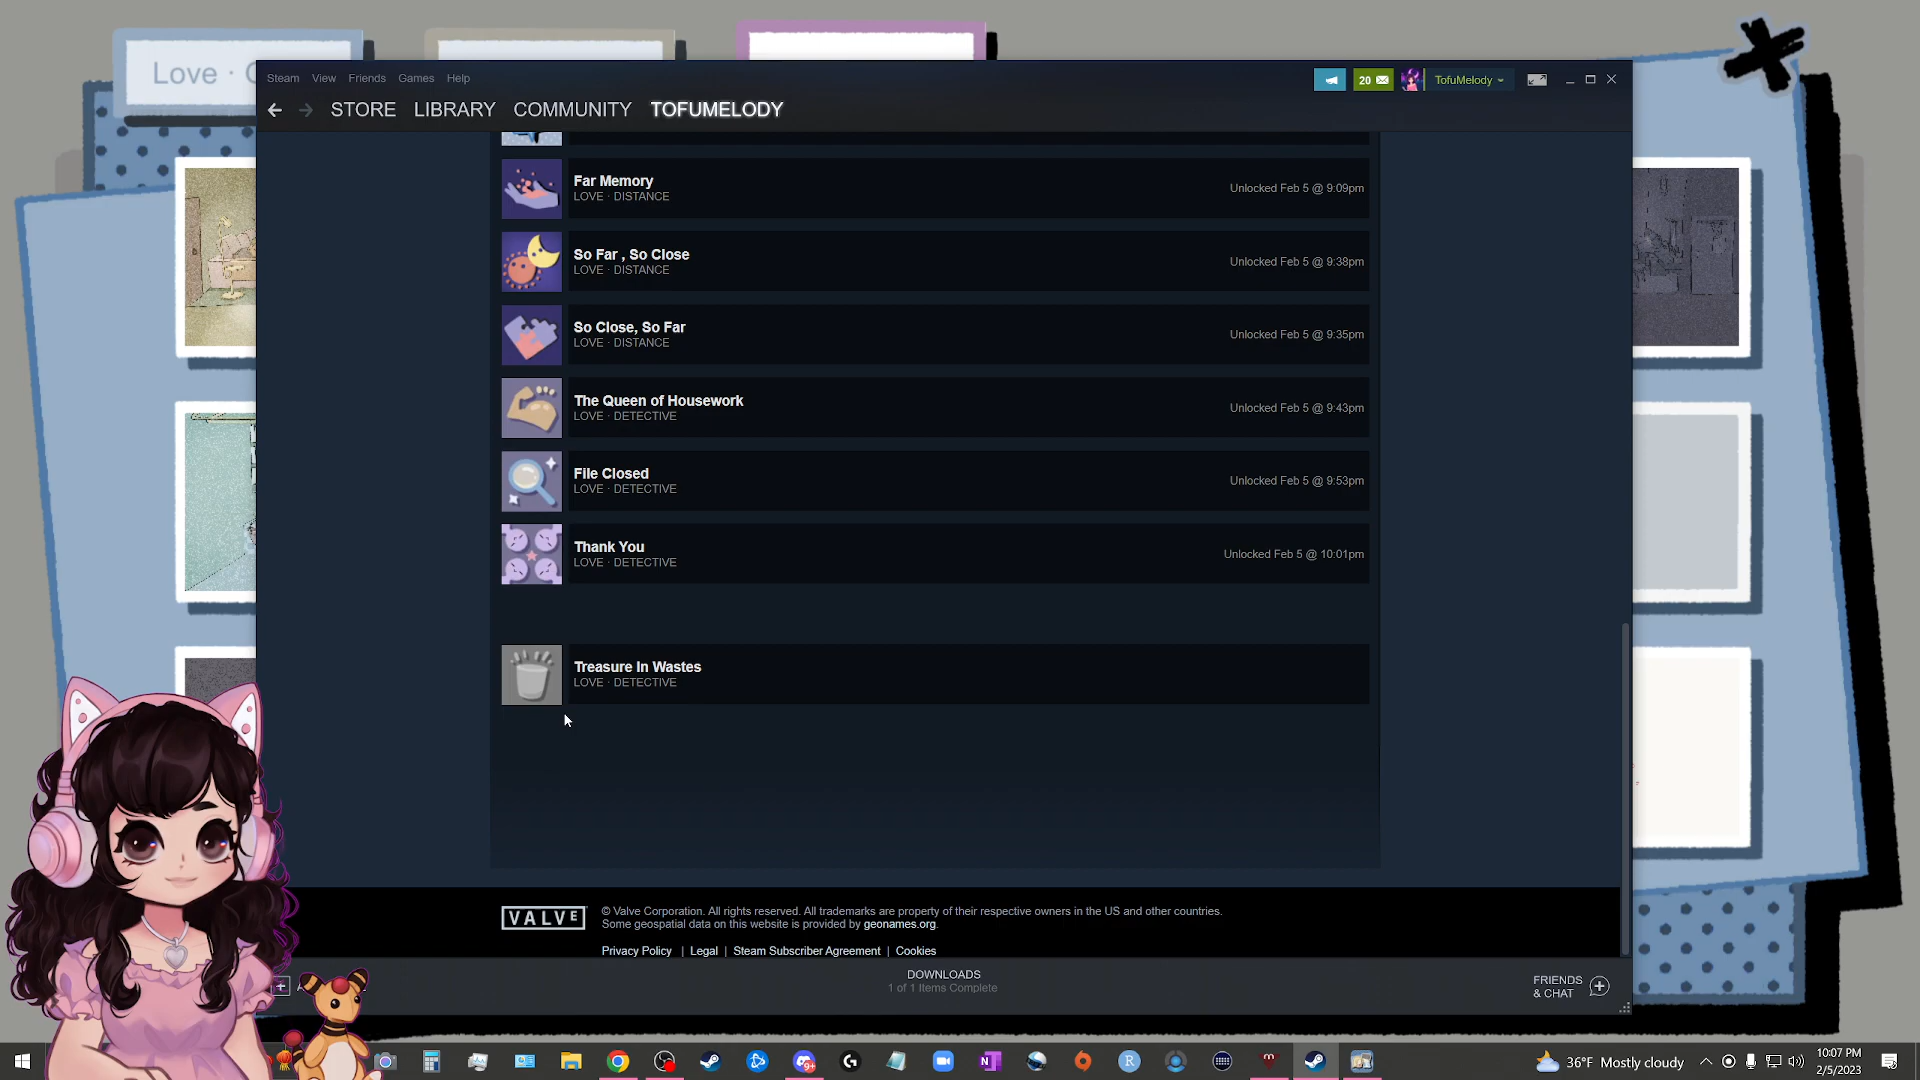 Love · C
Steam View Friends Games Help
20
TofuMelody
STORE LIBRARY COMMUNITY TOFUMELODY
Far Memory
LOVE · DISTANCE
Unlocked Feb 5 @ 9:09pm
So Far , So Close
LOVE · DISTANCE
Unlocked Feb 5 @ 9:38pm
So Close, So Far
LOVE · DISTANCE
Unlocked Feb 5 @ 9:35pm
The Queen of Housework
LOVE · DETECTIVE
Unlocked Feb 5 @ 9:43pm
File Closed
LOVE · DETECTIVE
Unlocked Feb 5 @ 9:53pm
Thank You
LOVE · DETECTIVE
Unlocked Feb 5 @ 10:01pm
Treasure In Wastes
LOVE · DETECTIVE
VALVE
© Valve Corporation. All rights reserved. All trademarks are property of their respective owners in the US and other countries.
Some geospatial data on this website is provided by geonames.org.
Privacy Policy | Legal | Steam Subscriber Agreement | Cookies
DOWNLOADS
1 of 1 Items Complete
FRIENDS
& CHAT
9+
N
R
36°F Mostly cloudy
10:07 PM
2/5/2023